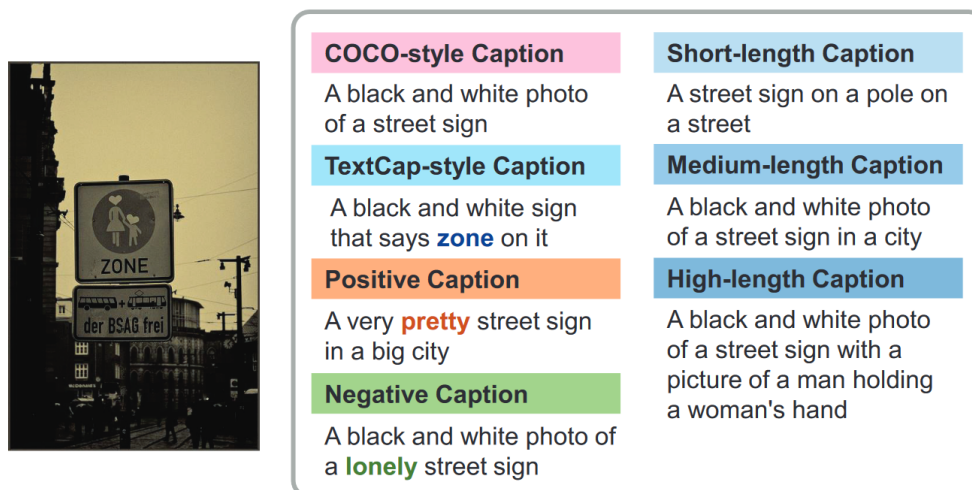 ZONE
der BSAG frei
McDONALD'S
COCO-style Caption
A black and white photo
of a street sign
TextCap-style Caption
A black and white sign
that says zone on it
Positive Caption
A very pretty street sign
in a big city
Negative Caption
A black and white photo of
a lonely street sign
Short-length Caption
A street sign on a pole on
a street
Medium-length Caption
A black and white photo
of a street sign in a city
High-length Caption
A black and white photo
of a street sign with a
picture of a man holding
a woman's hand